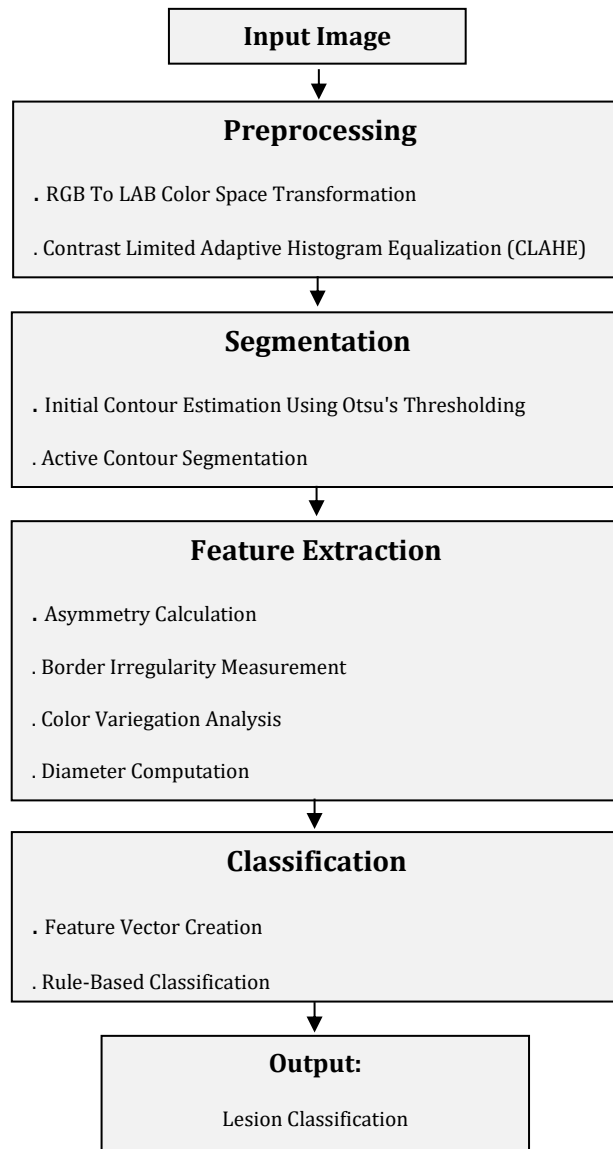 Input Image
Preprocessing
. RGB To LAB Color Space Transformation
. Contrast Limited Adaptive Histogram Equalization (CLAHE)
Segmentation
. Initial Contour Estimation Using Otsu's Thresholding
. Active Contour Segmentation
Feature Extraction
. Asymmetry Calculation
. Border Irregularity Measurement
. Color Variegation Analysis
. Diameter Computation
Classification
. Feature Vector Creation
. Rule-Based Classification
Output:
Lesion Classification